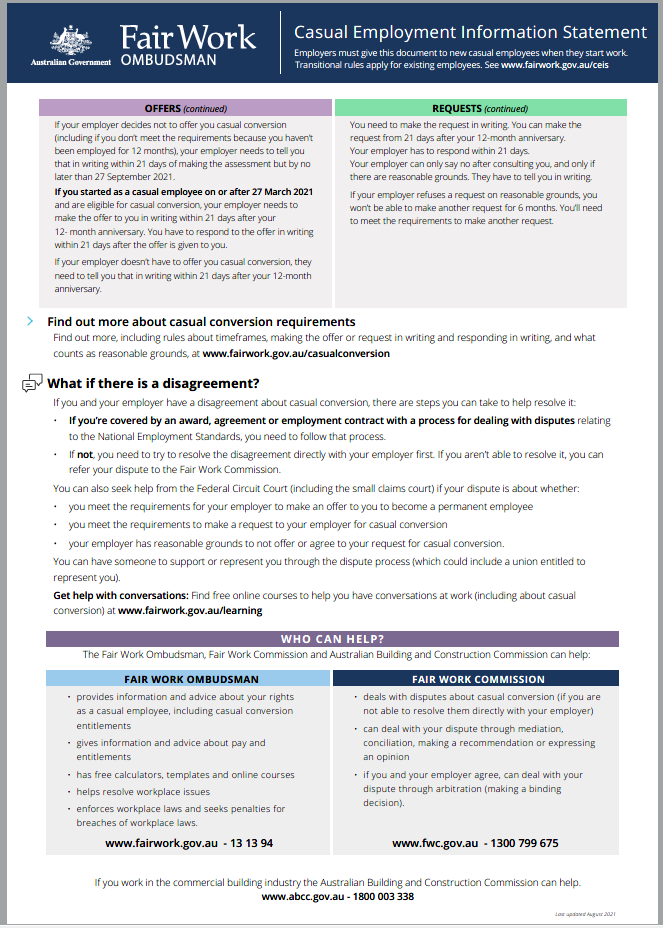 Australian Government
Fair Work
OMBUDSMAN
Casual Employment Information Statement
Employers must give this document to new casual employees when they start work.
Transitional rules apply for existing employees. See www.fairwork.gov.au/ceis
OFFERS (continued)
If your employer decides not to offer you casual conversion
(including if you don't meet the requirements because you haven't
been employed for 12 months), your employer needs to tell you
that in writing within 21 days of making the assessment but by no
later than 27 September 2021.
If you started as a casual employee on or after 27 March 2021
and are eligible for casual conversion, your employer needs to
make the offer to you in writing within 21 days after your
12- month anniversary. You have to respond to the offer in writing
within 21 days after the offer is given to you.
If your employer doesn't have to offer you casual conversion, they
need to tell you that in writing within 21 days after your 12-month
anniversary.
REQUESTS (continued)
You need to make the request in writing. You can make the
request from 21 days after your 12-month anniversary.
Your employer has to respond within 21 days.
Your employer can only say no after consulting you, and only if
there are reasonable grounds. They have to tell you in writing.
If your employer refuses a request on reasonable grounds, you
won't be able to make another request for 6 months. You'll need
to meet the requirements to make another request.
Find out more about casual conversion requirements
Find out more, including rules about timeframes, making the offer or request in writing and responding in writing, and what
counts as reasonable grounds, at www.fairwork.gov.au/casualconversion
What if there is a disagreement?
If you and your employer have a disagreement about casual conversion, there are steps you can take to help resolve it:
• If you're covered by an award, agreement or employment contract with a process for dealing with disputes relating
to the National Employment Standards, you need to follow that process.
• If not, you need to try to resolve the disagreement directly with your employer first. If you aren't able to resolve it, you can
refer your dispute to the Fair Work Commission.
You can also seek help from the Federal Circuit Court (including the small claims court) if your dispute is about whether:
• you meet the requirements for your employer to make an offer to you to become a permanent employee
• you meet the requirements to make a request to your employer for casual conversion
• your employer has reasonable grounds to not offer or agree to your request for casual conversion.
You can have someone to support or represent you through the dispute process (which could include a union entitled to
represent you).
Get help with conversations: Find free online courses to help you have conversations at work (including about casual
conversion) at www.fairwork.gov.au/learning
WHO CAN HELP?
The Fair Work Ombudsman, Fair Work Commission and Australian Building and Construction Commission can help:
FAIR WORK OMBUDSMAN
• provides information and advice about your rights
as a casual employee, including casual conversion
entitlements
• gives information and advice about pay and
entitlements
• has free calculators, templates and online courses
• helps resolve workplace issues
• enforces workplace laws and seeks penalties for
breaches of workplace laws.
www.fairwork.gov.au - 13 13 94
FAIR WORK COMMISSION
• deals with disputes about casual conversion (if you are
not able to resolve them directly with your employer)
• can deal with your dispute through mediation,
conciliation, making a recommendation or expressing
an opinion
• if you and your employer agree, can deal with your
dispute through arbitration (making a binding
decision).
www.fwc.gov.au - 1300 799 675
If you work in the commercial building industry the Australian Building and Construction Commission can help.
www.abcc.gov.au - 1800 003 338
Last updated August 2021